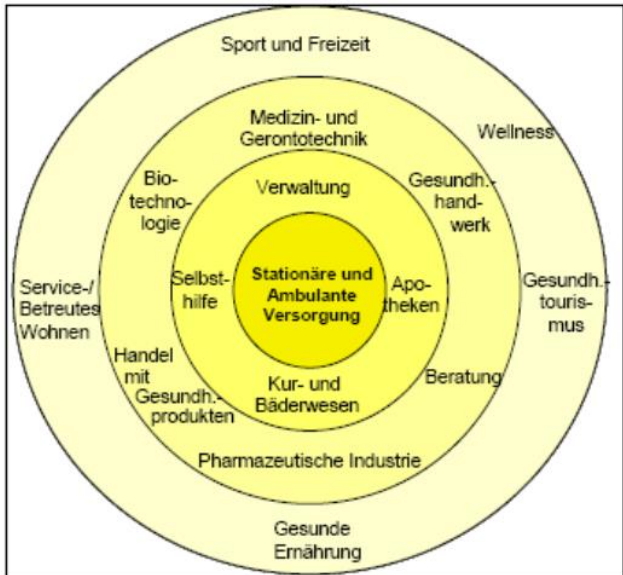 Sport und Freizeit
Medizin- und
Gerontotechnik
Wellness
Bio-
technolo-
logie
Verwaltung
Gesundh.-
hand-
werk
Selbst-
hilfe
Stationäre und
Ambulante
Versorgung
Apo-
theken
Service-/
Betreutes
Wohnen
Gesundh.-
touris-
mus
Handel
mit
Gesundh.-
produkten
Kur- und
Bäderwesen
Beratung
Pharmazeutische Industrie
Gesunde
Ernährung